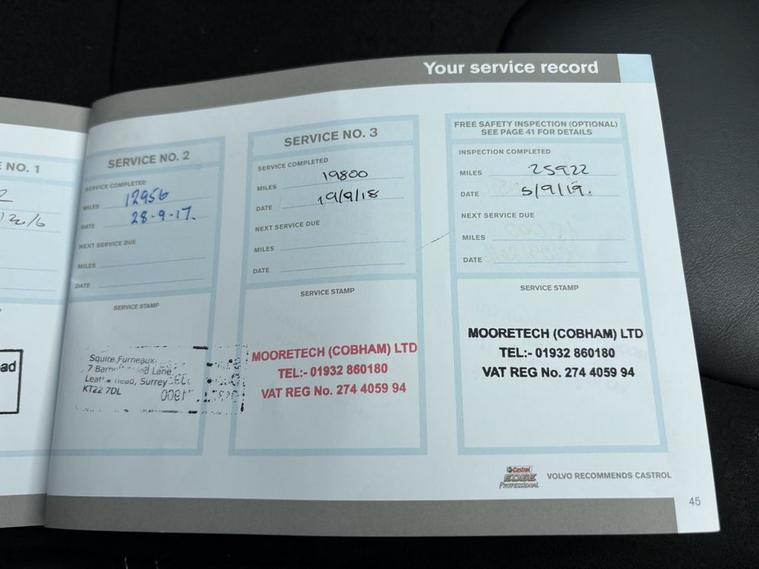 Your service record
E NO. 1
SERVICE NO. 2
SERVICE COMPLETED
MILES 12956
DATE 28-9-17.
NEXT SERVICE DUE
MILES
DATE
SERVICE STAMP
Squire Furneaux
Lane
Surrey
KT22 7DL
SERVICE NO. 3
SERVICE COMPLETED
MILES 19800
DATE 19/9/18
NEXT SERVICE DUE
MILES
DATE
SERVICE STAMP
MOORETECH (COBHAM) LTD
TEL:- 01932 860180
VAT REG No. 274 4059 94
FREE SAFETY INSPECTION (OPTIONAL)
SEE PAGE 41 FOR DETAILS
INSPECTION COMPLETED
MILES 25922
DATE 5/9/19.
NEXT SERVICE DUE
MILES
DATE
SERVICE STAMP
MOORETECH (COBHAM) LTD
TEL:- 01932 860180
VAT REG No. 274 4059 94
Castrol
EDGE
PROFESSIONAL
VOLVO RECOMMENDS CASTROL
45